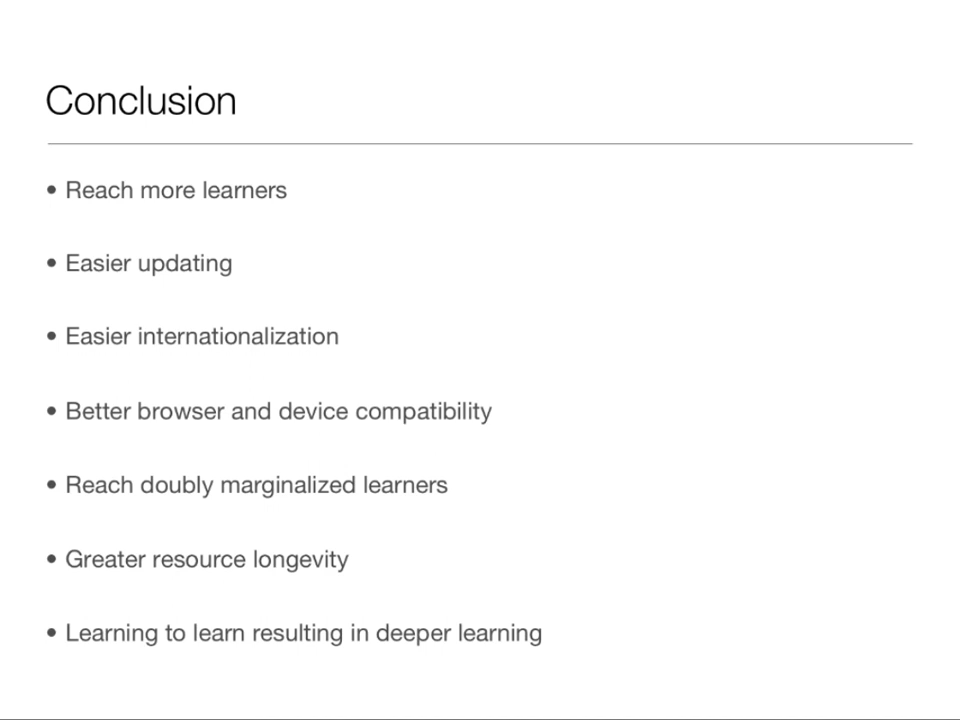 Conclusion
• Reach more learners
• Easier updating
• Easier internationalization
• Better browser and device compatibility
• Reach doubly marginalized learners
• Greater resource longevity
• Learning to learn resulting in deeper learning